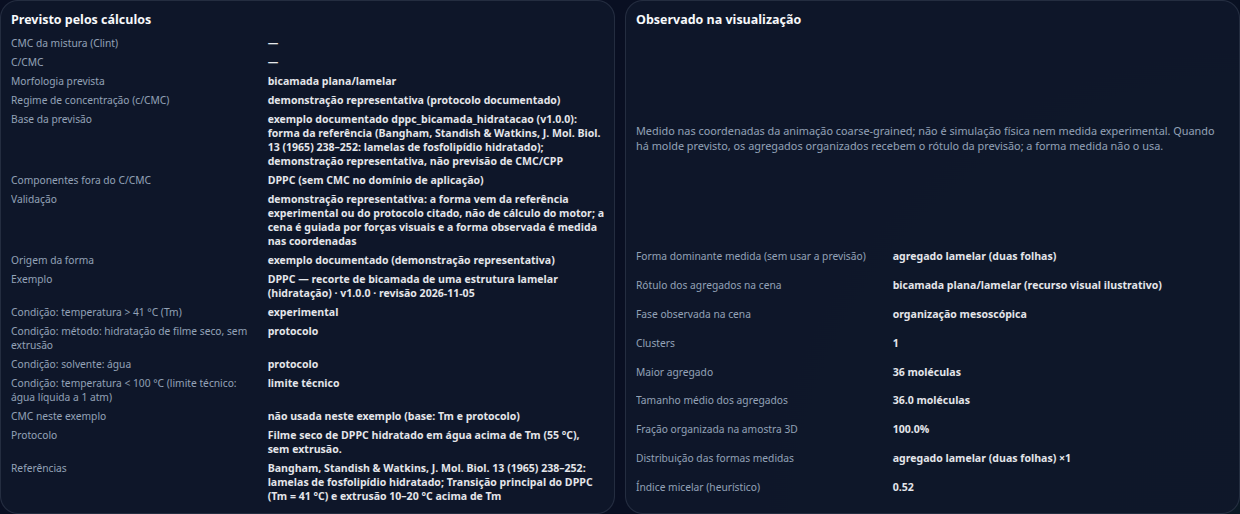 Previsto pelos cálculos
CMC da mistura (Clint)
—
C/CMC
—
Morfologia prevista
bicamada plana/lamelar
Regime de concentração (c/CMC)
demonstração representativa (protocolo documentado)
Base da previsão
exemplo documentado dppc_bicamada_hidratacao (v1.0.0):
forma da referência (Bangham, Standish & Watkins, J. Mol. Biol.
13 (1965) 238–252: lamelas de fosfolipídio hidratado);
demonstração representativa, não previsão de CMC/CPP
Componentes fora do C/CMC
DPPC (sem CMC no domínio de aplicação)
Validação
demonstração representativa: a forma vem da referência
experimental ou do protocolo citado, não de cálculo do motor; a
cena é guiada por forças visuais e a forma observada é medida
nas coordenadas
Origem da forma
exemplo documentado (demonstração representativa)
Exemplo
DPPC — recorte de bicamada de uma estrutura lamelar
(hidratação) · v1.0.0 · revisão 2026-11-05
Condição: temperatura > 41 °C (Tm)
experimental
Condição: método: hidratação de filme seco, sem
extrusão
protocolo
Condição: solvente: água
protocolo
Condição: temperatura < 100 °C (limite técnico:
água líquida a 1 atm)
limite técnico
CMC neste exemplo
não usada neste exemplo (base: Tm e protocolo)
Protocolo
Filme seco de DPPC hidratado em água acima de Tm (55 °C),
sem extrusão.
Referências
Bangham, Standish & Watkins, J. Mol. Biol. 13 (1965) 238–252:
lamelas de fosfolipídio hidratado; Transição principal do DPPC
(Tm = 41 °C) e extrusão 10–20 °C acima de Tm
Observado na visualização
Medido nas coordenadas da animação coarse-grained; não é simulação física nem medida experimental. Quando
há molde previsto, os agregados organizados recebem o rótulo da previsão; a forma medida não o usa.
Forma dominante medida (sem usar a previsão)
agregado lamelar (duas folhas)
Rótulo dos agregados na cena
bicamada plana/lamelar (recurso visual ilustrativo)
Fase observada na cena
organização mesoscópica
Clusters
1
Maior agregado
36 moléculas
Tamanho médio dos agregados
36.0 moléculas
Fração organizada na amostra 3D
100.0%
Distribuição das formas medidas
agregado lamelar (duas folhas) ×1
Índice micelar (heurístico)
0.52